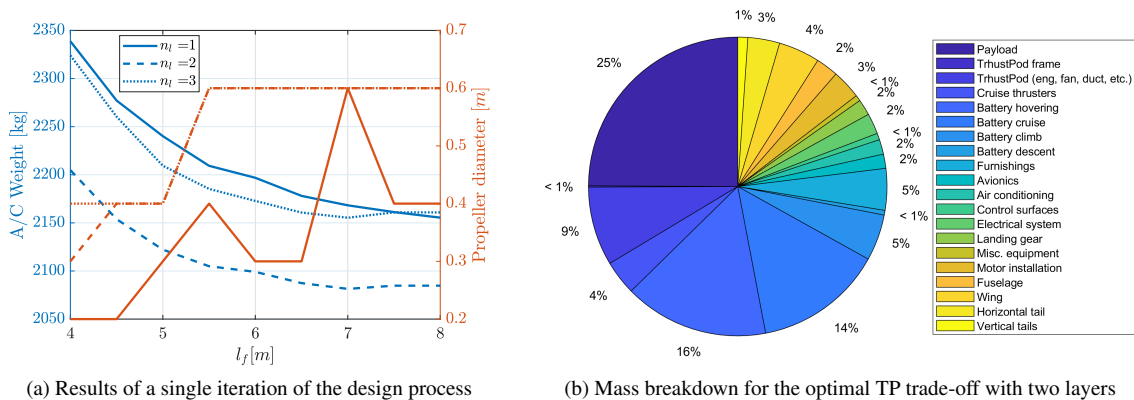 2350
2300
2250
2200
2150
2100
2050
A/C Weight [kg]
n_l =1
n_l =2
n_l =3
0.7
0.6
0.5
0.4
0.3
0.2
Propeller diameter [m]
4 5 6 7 8
l_f[m]
(a) Results of a single iteration of the design process
1%
3%
4%
2%
3%
< 1%
2%
2%
< 1%
2%
2%
5%
< 1%
5%
14%
16%
4%
9%
< 1%
25%
Payload
TrhustPod frame
TrhustPod (eng, fan, duct, etc.)
Cruise thrusters
Battery hovering
Battery cruise
Battery climb
Battery descent
Furnishings
Avionics
Air conditioning
Control surfaces
Electrical system
Landing gear
Misc. equipment
Motor installation
Fuselage
Wing
Horizontal tail
Vertical tails
(b) Mass breakdown for the optimal TP trade-off with two layers